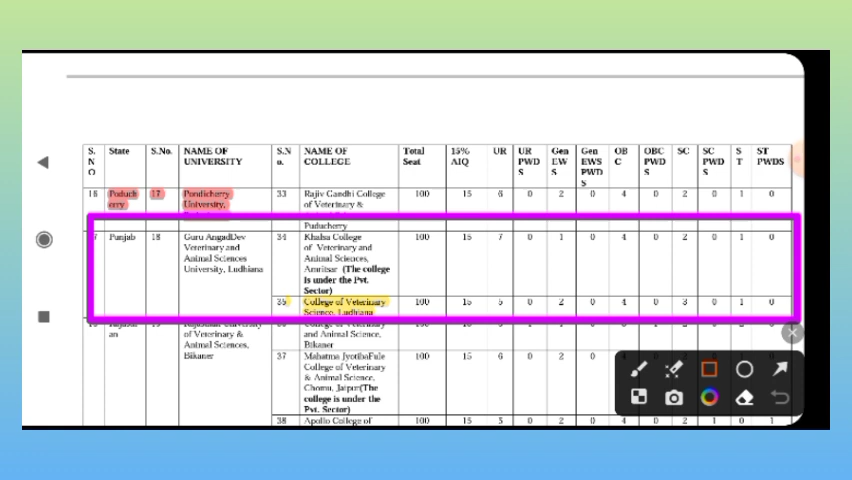 S. N O State S.No. NAME OF UNIVERSITY S.N o. NAME OF COLLEGE Total Seat 15% AIQ UR UR PWD S Gen EW S Gen EWS PWD S OB C OBC PWD S SC SC PWD S S T ST PWDS
16 Puducherry 17 Pondicherry University, 33 Rajiv Gandhi College 100 15 6 0 2 0 4 0 2 0 1 0
of Veterinary &
Puducherry
7 Punjab 18 Guru AngadDev 34 Khalsa College 100 15 7 0 1 0 4 0 2 0 1 0
Veterinary and of Veterinary and
Animal Sciences Animal Sciences,
University, Ludhiana Amritsar (The college
is under the Pvt.
Sector)
35 College of Veterinary 100 15 5 0 2 0 4 0 3 0 1 0
Science, Ludhiana
an of Veterinary & and Animal Science,
Animal Sciences, Bikaner
Bikaner 37 Mahatma JyotibaFule 100 15 6 0 2 0
College of Veterinary
& Animal Science,
Chomu, Jaipur(The
college is under the
Pvt. Sector)
38 Apollo College of 100 15 5 0 2 0 4 0 2 1 0 1